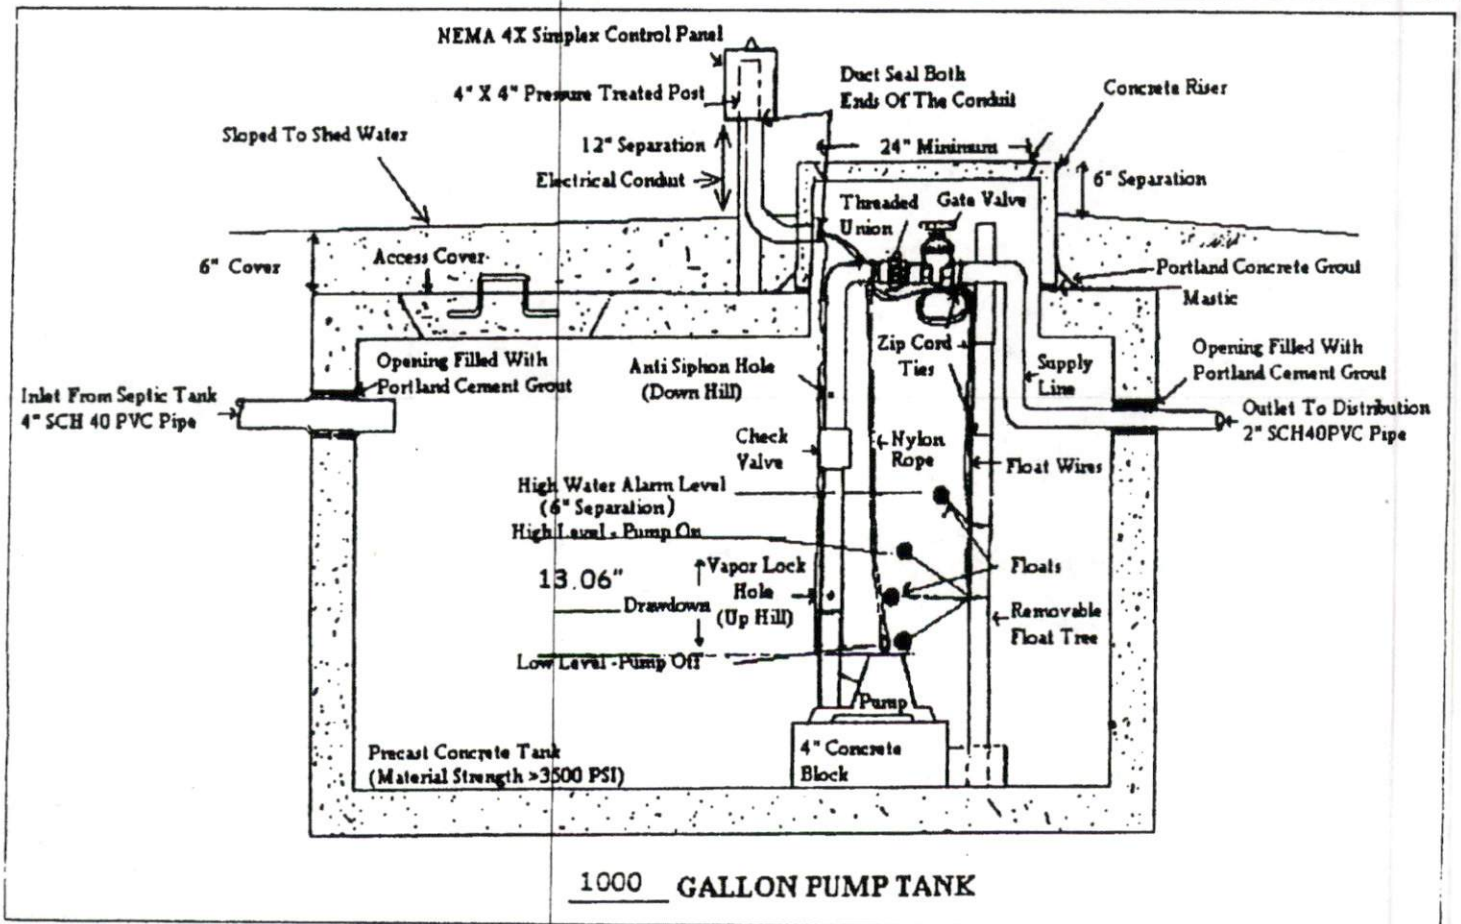 NEMA 4X Simplex Control Panel
4" X 4" Pressure Treated Post
Duct Seal Both
Ends Of The Conduit
Concrete Riser
Sloped To Shed Water
12" Separation
24" Minimum
Electrical Conduit
6" Separation
Threaded
Union
Gate Valve
6" Cover
Access Cover
Portland Concrete Grout
Mastic
Opening Filled With
Portland Cement Grout
Anti Siphon Hole
(Down Hill)
Zip Cord
Ties
Supply
Line
Opening Filled With
Portland Cement Grout
Inlet From Septic Tank
4" SCH 40 PVC Pipe
Outlet To Distribution
2" SCH40PVC Pipe
Check
Valve
Nylon
Rope
Float Wires
High Water Alarm Level
(6" Separation)
High Level - Pump On
13.06"
Drawdown
Vapor Lock
Hole
(Up Hill)
Floats
Removable
Float Tree
Low Level -Pump Off
Pump
Precast Concrete Tank
(Material Strength >3500 PSI)
4" Concrete
Block
1000 GALLON PUMP TANK